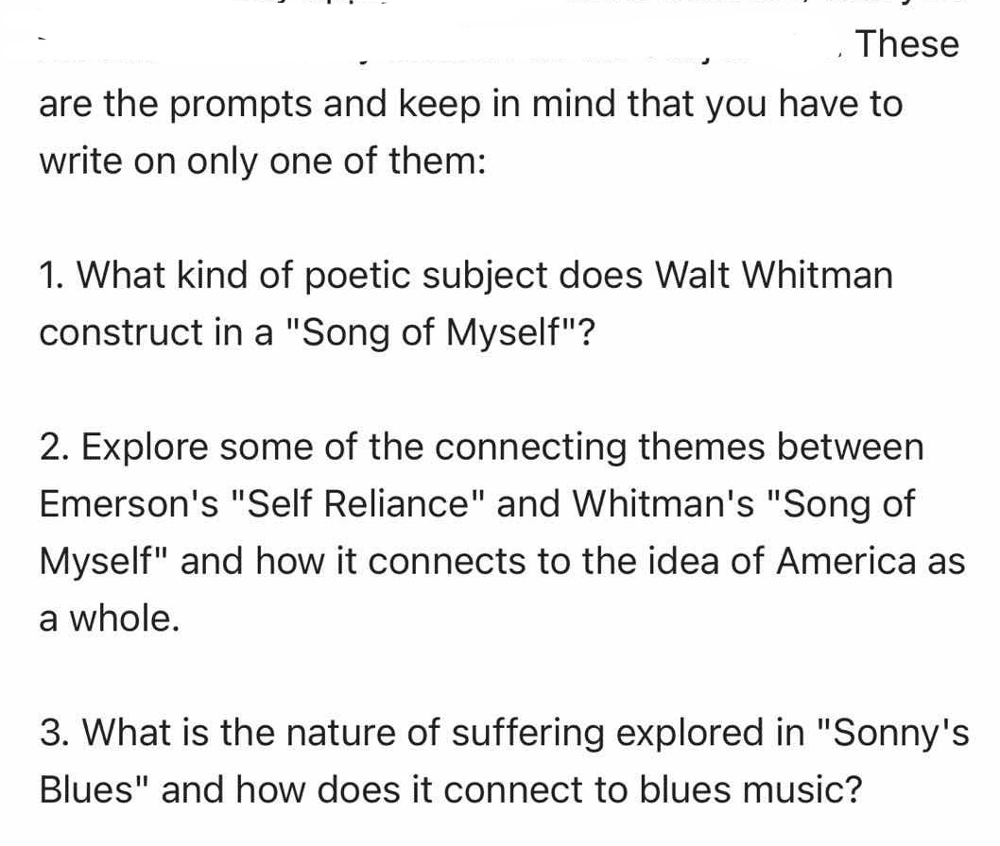 . These
are the prompts and keep in mind that you have to
write on only one of them:
1. What kind of poetic subject does Walt Whitman
construct in a "Song of Myself"?
2. Explore some of the connecting themes between
Emerson's "Self Reliance" and Whitman's "Song of
Myself" and how it connects to the idea of America as
a whole.
3. What is the nature of suffering explored in "Sonny's
Blues" and how does it connect to blues music?